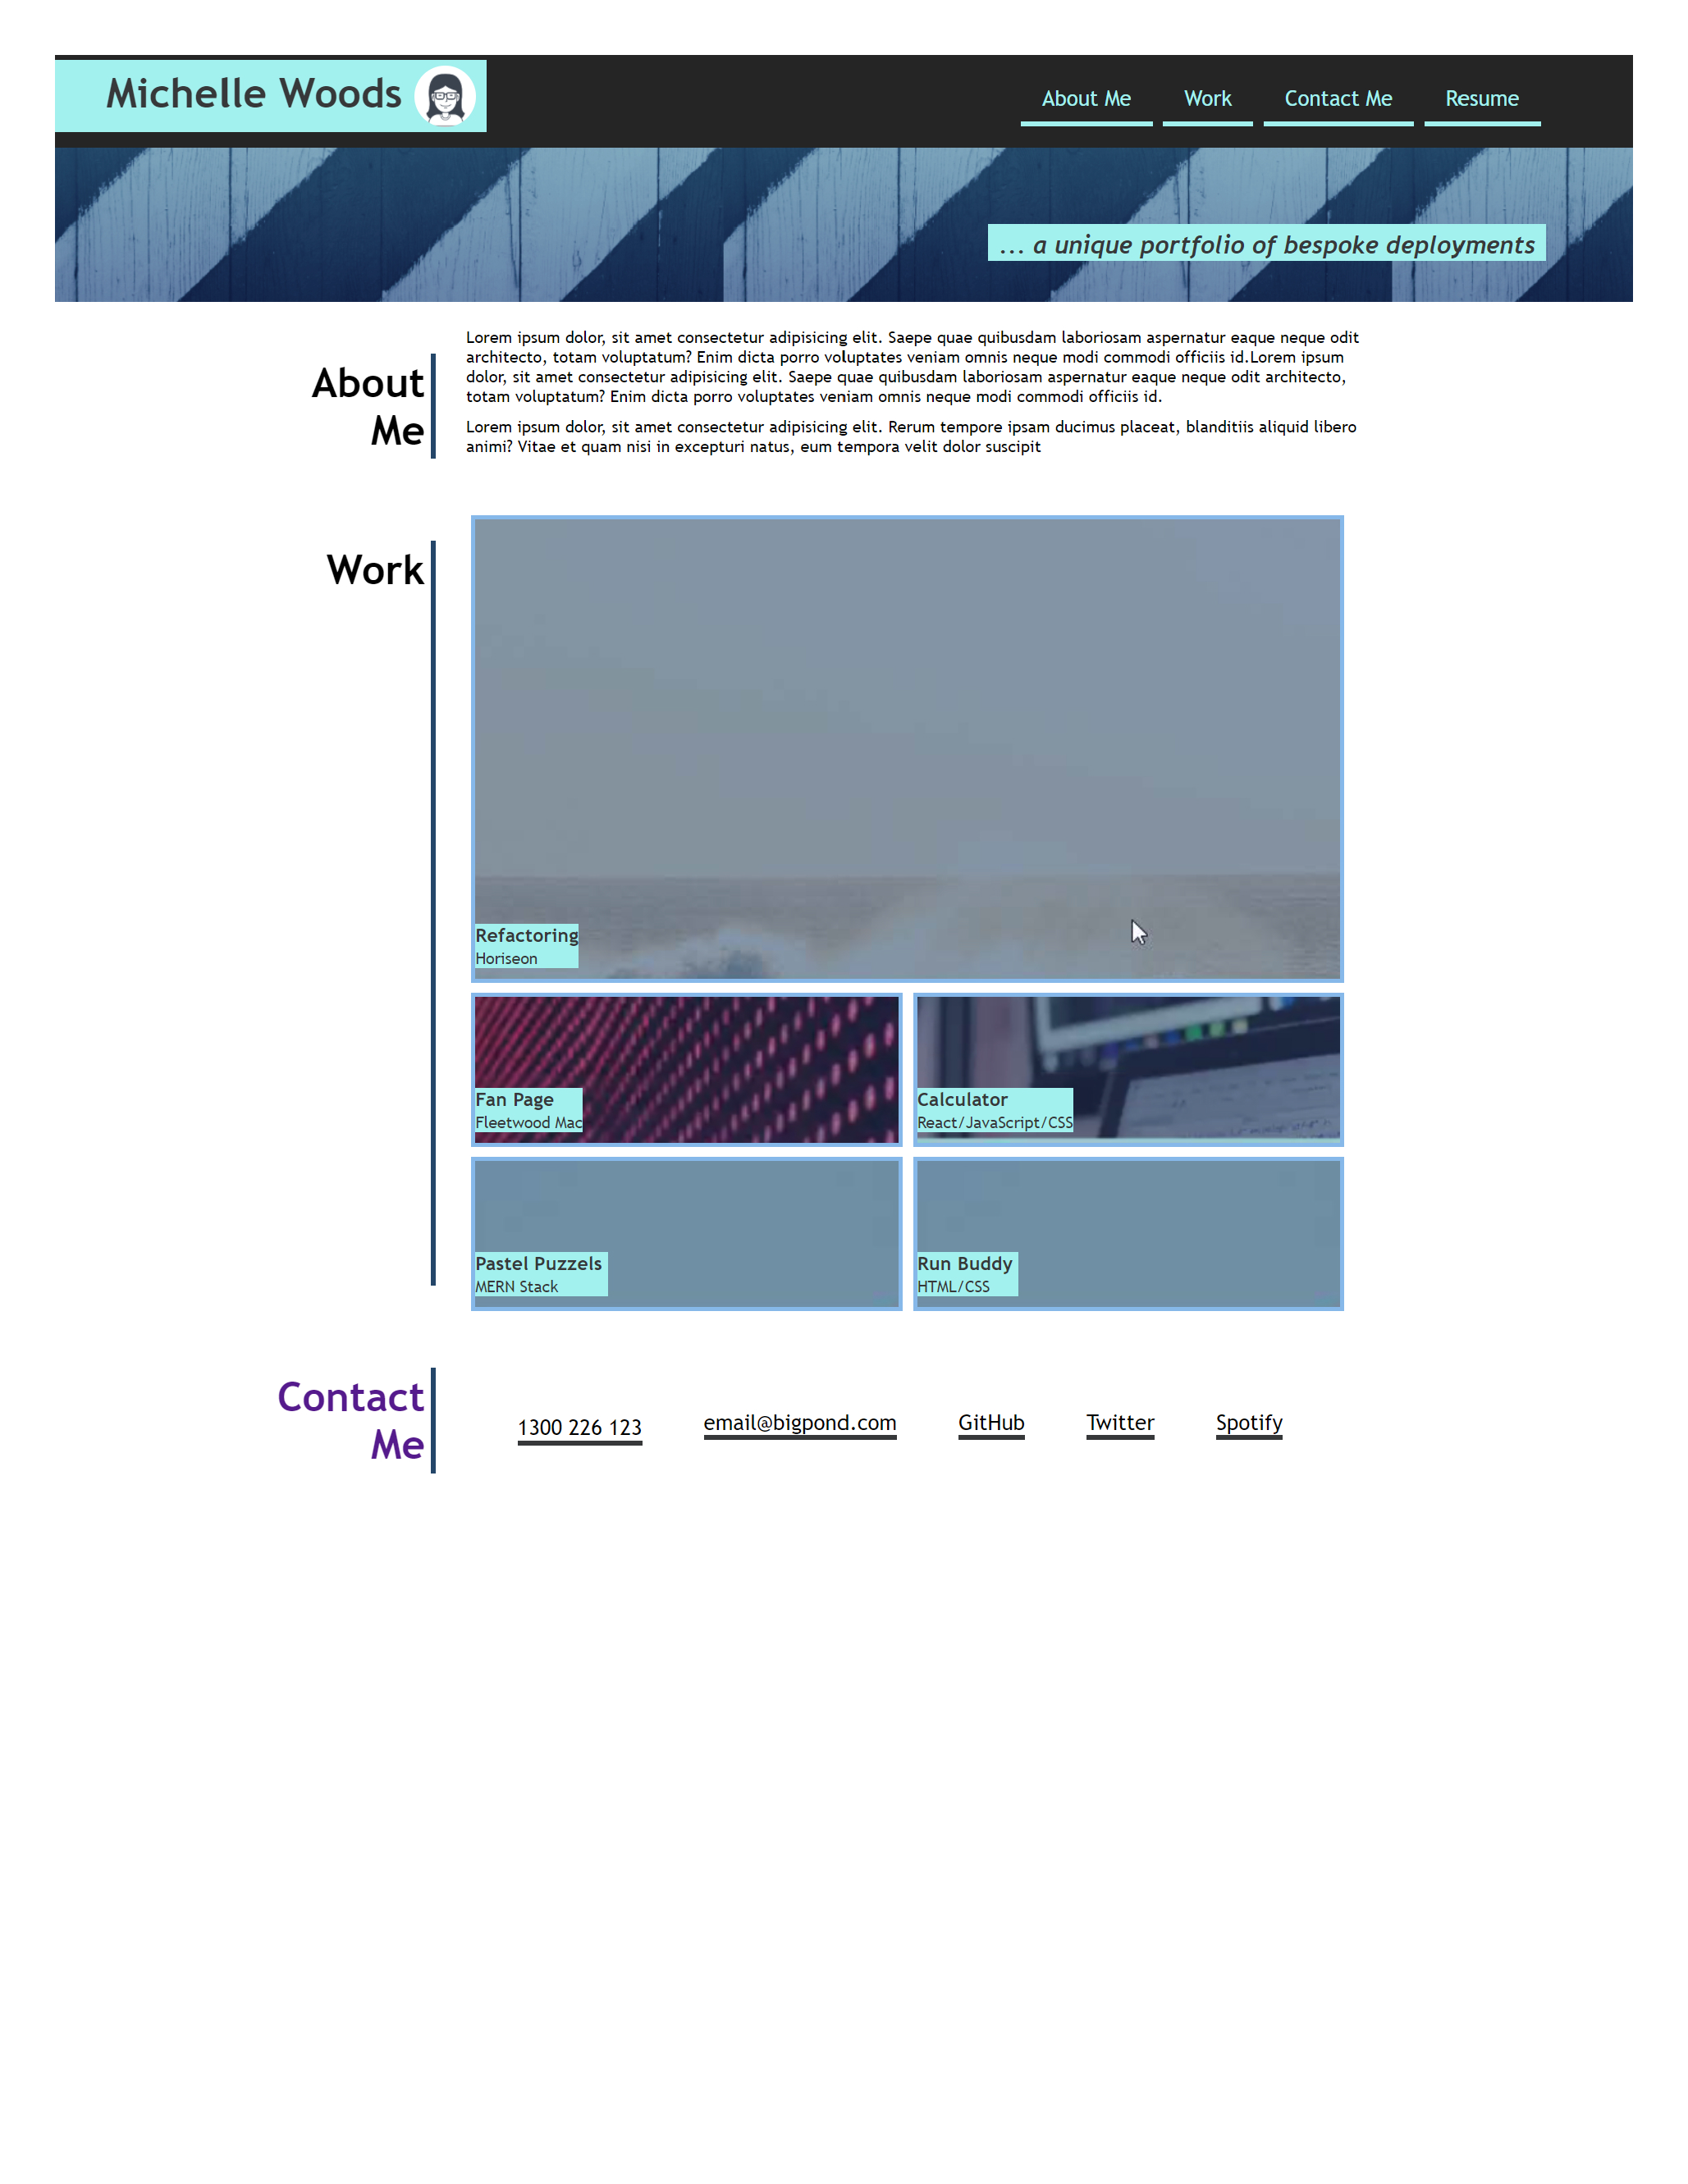 Michelle Woods
About Me
Work
Contact Me
Resume
... a unique portfolio of bespoke deployments
About
Me
Lorem ipsum dolor, sit amet consectetur adipisicing elit. Saepe quae quibusdam laboriosam aspernatur eaque neque odit
architecto, totam voluptatum? Enim dicta porro voluptates veniam omnis neque modi commodi officiis id.Lorem ipsum
dolor, sit amet consectetur adipisicing elit. Saepe quae quibusdam laboriosam aspernatur eaque neque odit architecto,
totam voluptatum? Enim dicta porro voluptates veniam omnis neque modi commodi officiis id.
Lorem ipsum dolor, sit amet consectetur adipisicing elit. Rerum tempore ipsam ducimus placeat, blanditiis aliquid libero
animi? Vitae et quam nisi in excepturi natus, eum tempora velit dolor suscipit
Work
Refactoring
Horiseon
Fan Page
Fleetwood Mac
Calculator
React/JavaScript/CSS
Pastel Puzzels
MERN Stack
Run Buddy
HTML/CSS
Contact
Me
1300 226 123
email@bigpond.com
GitHub
Twitter
Spotify